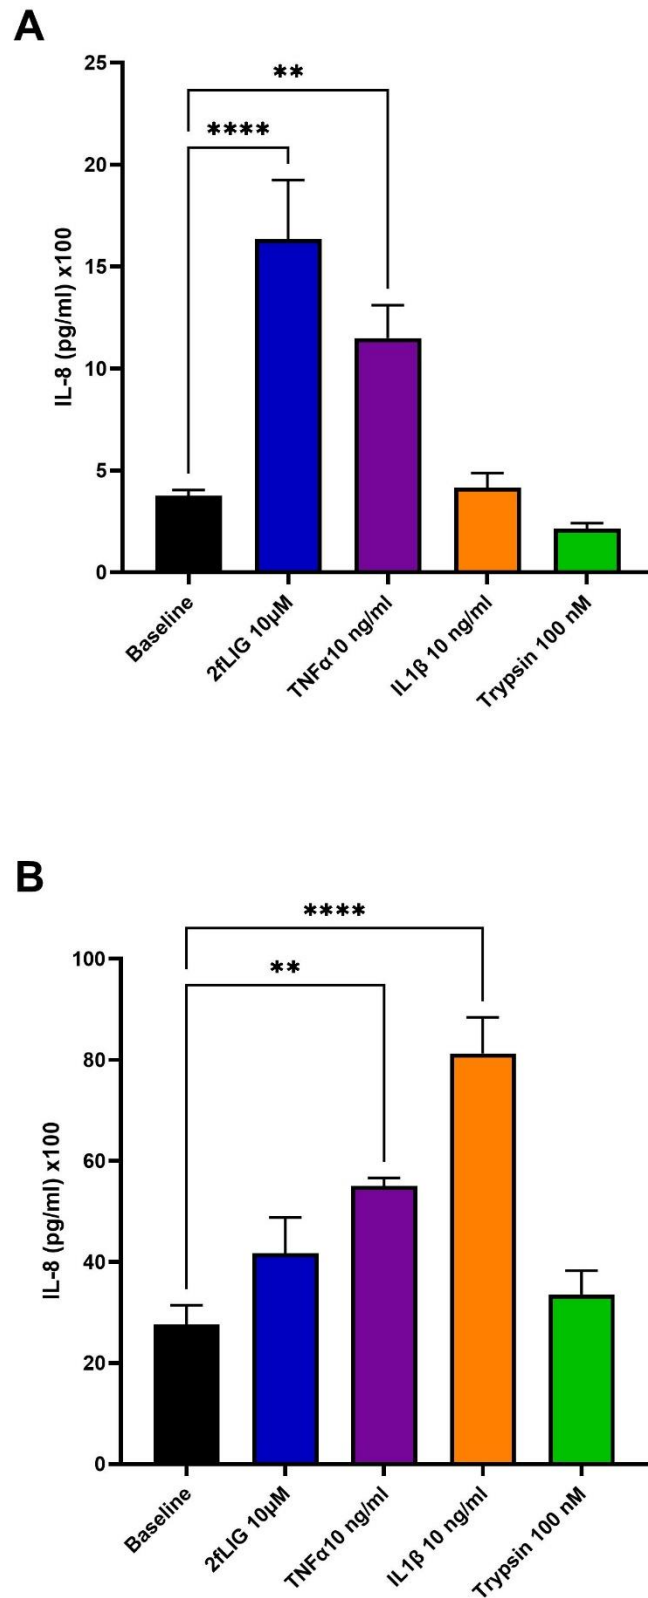 A
25
20
15
10
5
0
IL-8 (pg/ml) x100
**
****
Baseline
2fLIG 10µM
TNFα10 ng/ml
IL1β 10 ng/ml
Trypsin 100 nM
B
100
80
60
40
20
0
IL-8 (pg/ml) x100
****
**
Baseline
2fLIG 10µM
TNFα10 ng/ml
IL1β 10 ng/ml
Trypsin 100 nM